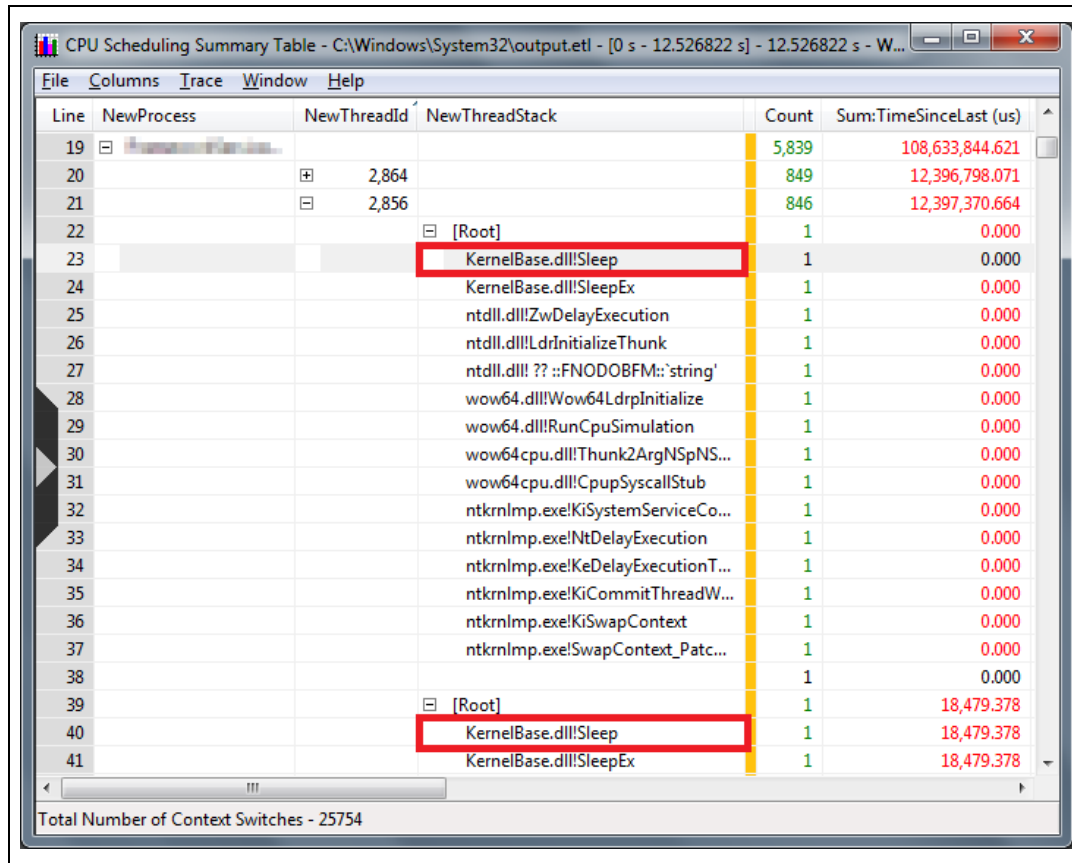 CPU Scheduling Summary Table - C:\Windows\System32\output.etl - [0 s - 12.526822 s] - 12.526822 s - W...
File Columns Trace Window Help
Line NewProcess NewThreadId NewThreadStack Count Sum:TimeSinceLast (us)
19 5,839 108,633,844.621
20 2,864 849 12,396,798.071
21 2,856 846 12,397,370.664
22 [Root] 1 0.000
23 KernelBase.dll!Sleep 1 0.000
24 KernelBase.dll!SleepEx 1 0.000
25 ntdll.dll!ZwDelayExecution 1 0.000
26 ntdll.dll!LdrInitializeThunk 1 0.000
27 ntdll.dll! ?? ::FNODOBFM::`string' 1 0.000
28 wow64.dll!Wow64LdrpInitialize 1 0.000
29 wow64.dll!RunCpuSimulation 1 0.000
30 wow64cpu.dll!Thunk2ArgNSpNS... 1 0.000
31 wow64cpu.dll!CpupSyscallStub 1 0.000
32 ntkrnlmp.exe!KiSystemServiceCo... 1 0.000
33 ntkrnlmp.exe!NtDelayExecution 1 0.000
34 ntkrnlmp.exe!KeDelayExecutionT... 1 0.000
35 ntkrnlmp.exe!KiCommitThreadW... 1 0.000
36 ntkrnlmp.exe!KiSwapContext 1 0.000
37 ntkrnlmp.exe!SwapContext_Patc... 1 0.000
38 1 0.000
39 [Root] 1 18,479.378
40 KernelBase.dll!Sleep 1 18,479.378
41 KernelBase.dll!SleepEx 1 18,479.378
Total Number of Context Switches - 25754